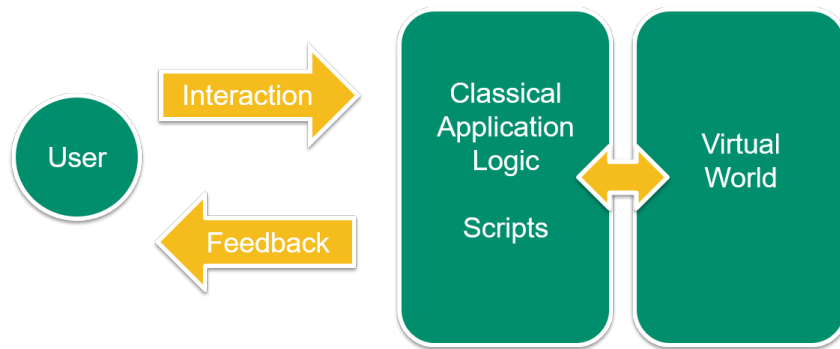 User
Interaction
Feedback
Classical
Application
Logic
Scripts
Virtual
World